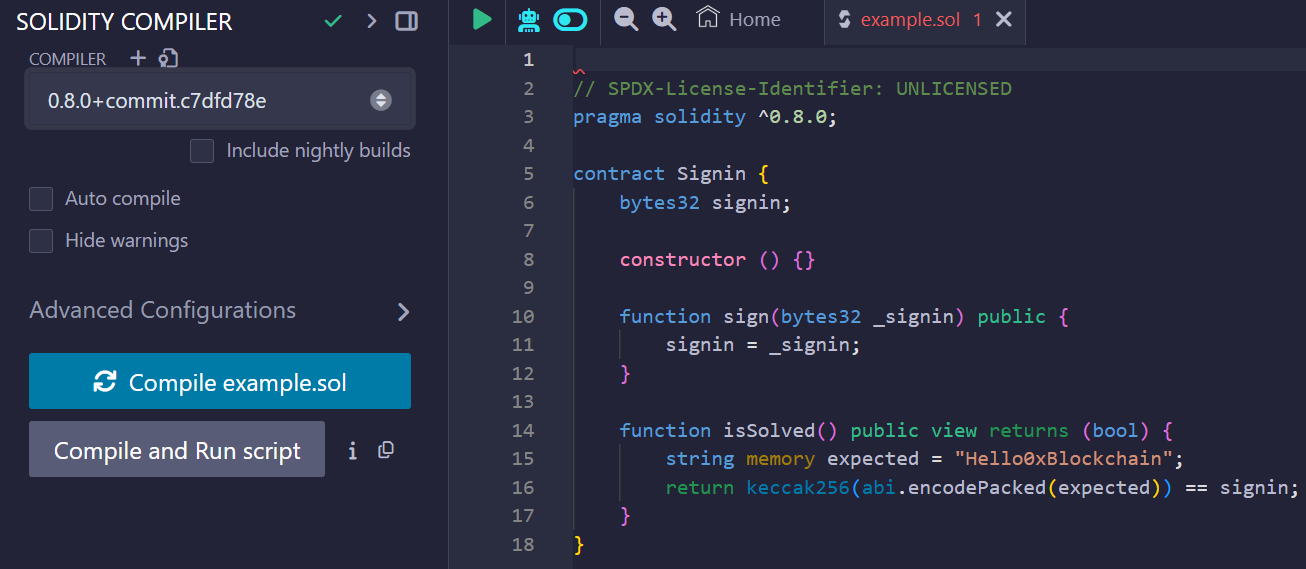 SOLIDITY COMPILER
COMPILER
0.8.0+commit.c7dfd78e
Include nightly builds
Auto compile
Hide warnings
Advanced Configurations
Compile example.sol
Compile and Run script
i
Home
example.sol 1
1
2 // SPDX-License-Identifier: UNLICENSED
3 pragma solidity ^0.8.0;
4
5 contract Signin {
6 bytes32 signin;
7
8 constructor () {}
9
10 function sign(bytes32 _signin) public {
11 signin = _signin;
12 }
13
14 function isSolved() public view returns (bool) {
15 string memory expected = "Hello0xBlockchain";
16 return keccak256(abi.encodePacked(expected)) == signin;
17 }
18 }